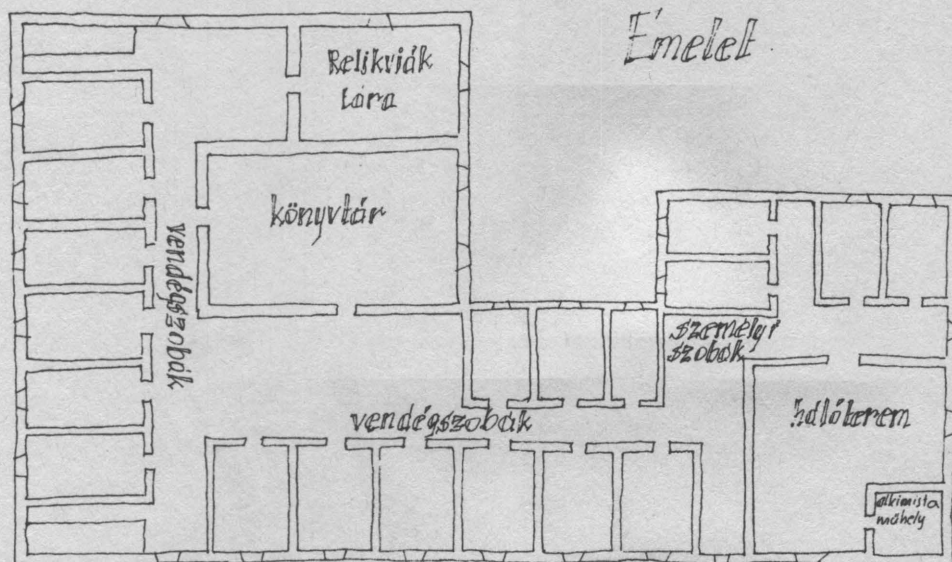 Emelet
Relikviák
tára
könyvtár
vendégszobák
személyi
szobák
vendégszobák
hálóterem
alkimista
műhely